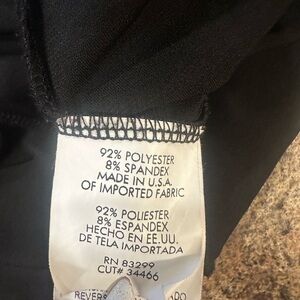 92% POLYESTER
8% SPANDEX
MADE IN U.S.A.
OF IMPORTED FABRIC
92% POLIESTER
8% ESPANDEX
HECHO EN EE.UU.
DE TELA IMPORTADA
RN 83299
CUT# 34466
REVERS